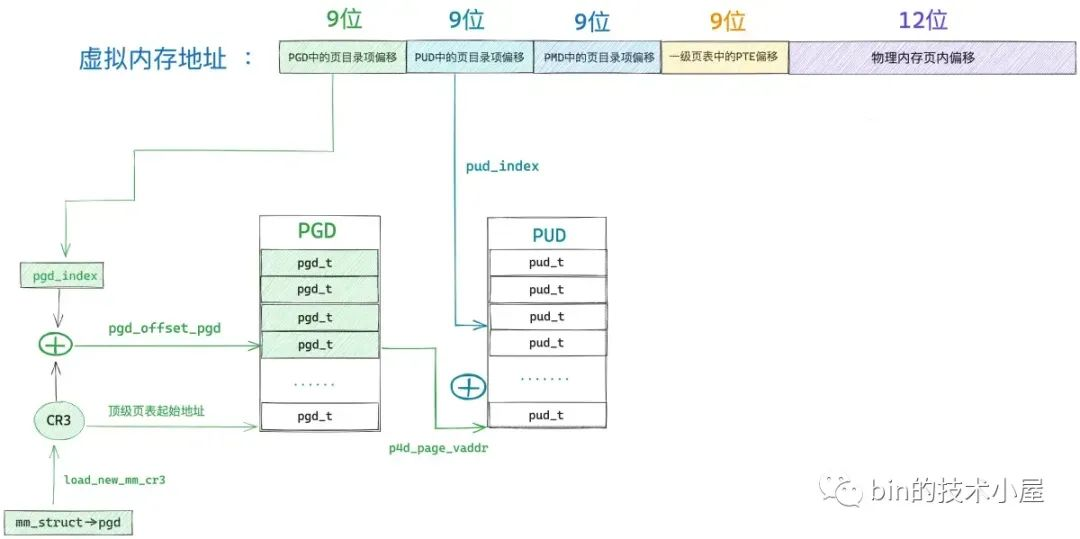 9位
9位
9位
9位
12位
虚拟内存地址 :
PGD中的页目录项偏移
PUD中的页目录项偏移
PMD中的页目录项偏移
一级页表中的PTE偏移
物理内存页内偏移
pud_index
PGD
PUD
pgd_t
pud_t
pgd_index
pgd_t
pud_t
pgd_t
pud_t
pgd_offset_pgd
pgd_t
pud_t
......
.......
CR3
顶级页表起始地址
pgd_t
pud_t
p4d_page_vaddr
load_new_mm_cr3
mm_struct->pgd
bin的技术小屋